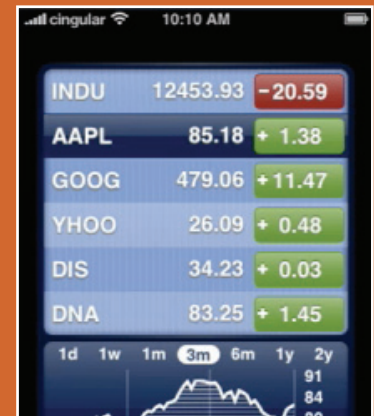 cingular 10:10 AM
INDU 12453.93 -20.59
AAPL 85.18 + 1.38
GOOG 479.06 +11.47
YHOO 26.09 + 0.48
DIS 34.23 + 0.03
DNA 83.25 + 1.45
1d 1w 1m 3m 6m 1y 2y
91
84